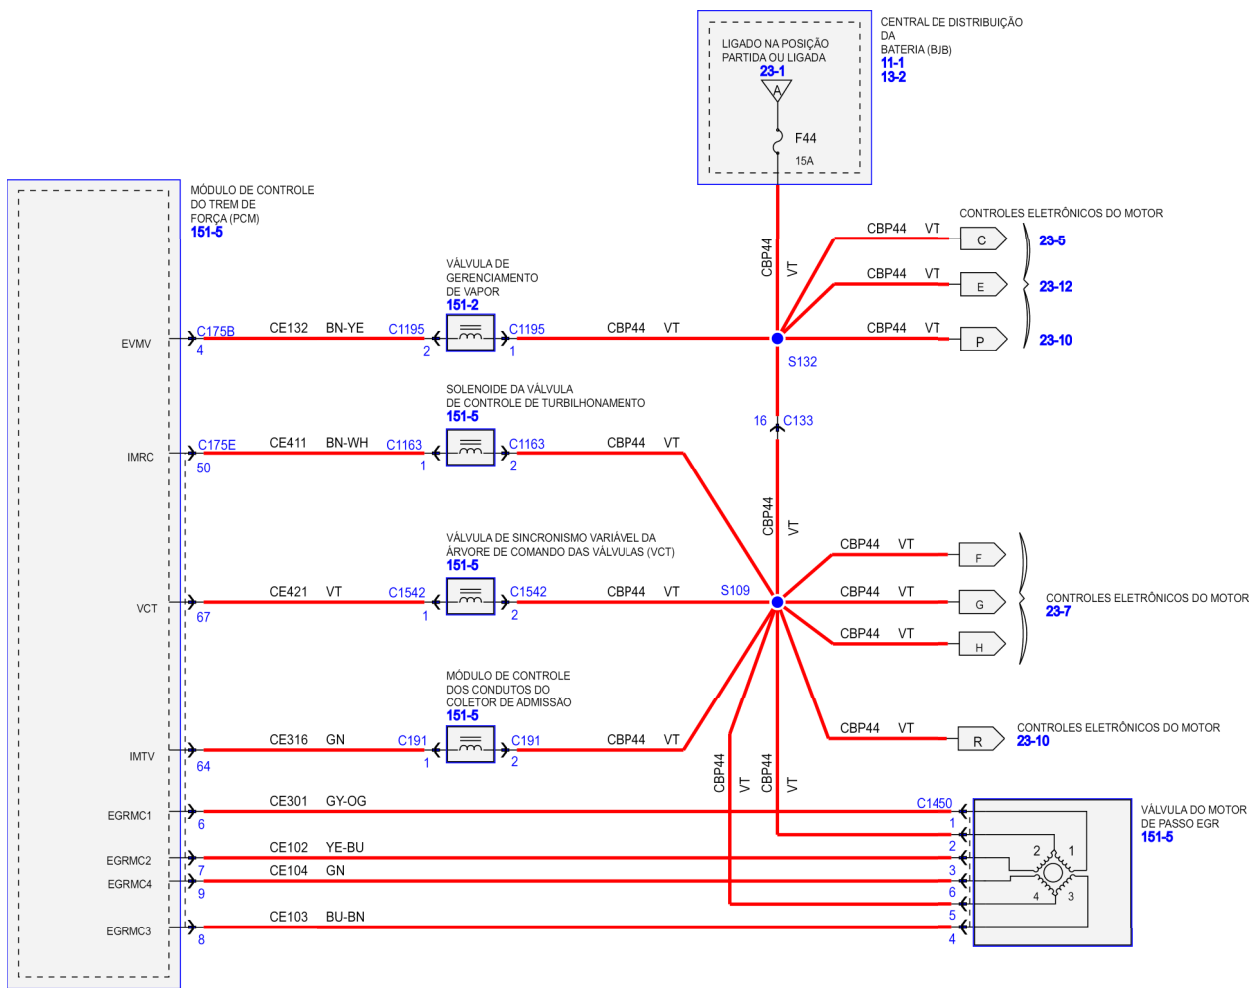 CENTRAL DE DISTRIBUIÇÃO
DA
BATERIA (BJB)
11-1
13-2
LIGADO NA POSIÇÃO
PARTIDA OU LIGADA
23-1
A
F44
15A
MÓDULO DE CONTROLE
DO TREM DE
FORÇA (PCM)
151-5
CBP44 VT
CONTROLES ELETRÔNICOS DO MOTOR
CBP44 VT C 23-5
CBP44 VT E 23-12
CBP44 VT P 23-10
S132
VÁLVULA DE
GERENCIAMENTO
DE VAPOR
151-2
EVMV C175B 4 CE132 BN-YE C1195 2 C1195 1 CBP44 VT
16 C133
CBP44 VT
SOLENOIDE DA VÁLVULA
DE CONTROLE DE TURBILHONAMENTO
151-5
IMRC C175E 50 CE411 BN-WH C1163 1 C1163 2 CBP44 VT
VÁLVULA DE SINCRONISMO VARIÁVEL DA
ÁRVORE DE COMANDO DAS VÁLVULAS (VCT)
151-5
VCT 67 CE421 VT C1542 1 C1542 2 CBP44 VT
S109
CBP44 VT F
CBP44 VT G
CBP44 VT H
CONTROLES ELETRÔNICOS DO MOTOR
23-7
MÓDULO DE CONTROLE
DOS CONDUTOS DO
COLETOR DE ADMISSAO
151-5
IMTV 64 CE316 GN C191 1 C191 2 CBP44 VT
CBP44 VT R
CONTROLES ELETRÔNICOS DO MOTOR
23-10
CBP44 VT
CBP44 VT
EGRMC1 6 CE301 GY-OG C1450 1
2
EGRMC2 7 CE102 YE-BU 3
EGRMC4 9 CE104 GN 6
5
EGRMC3 8 CE103 BU-BN 4
2 1
4 3
VÁLVULA DO MOTOR
DE PASSO EGR
151-5